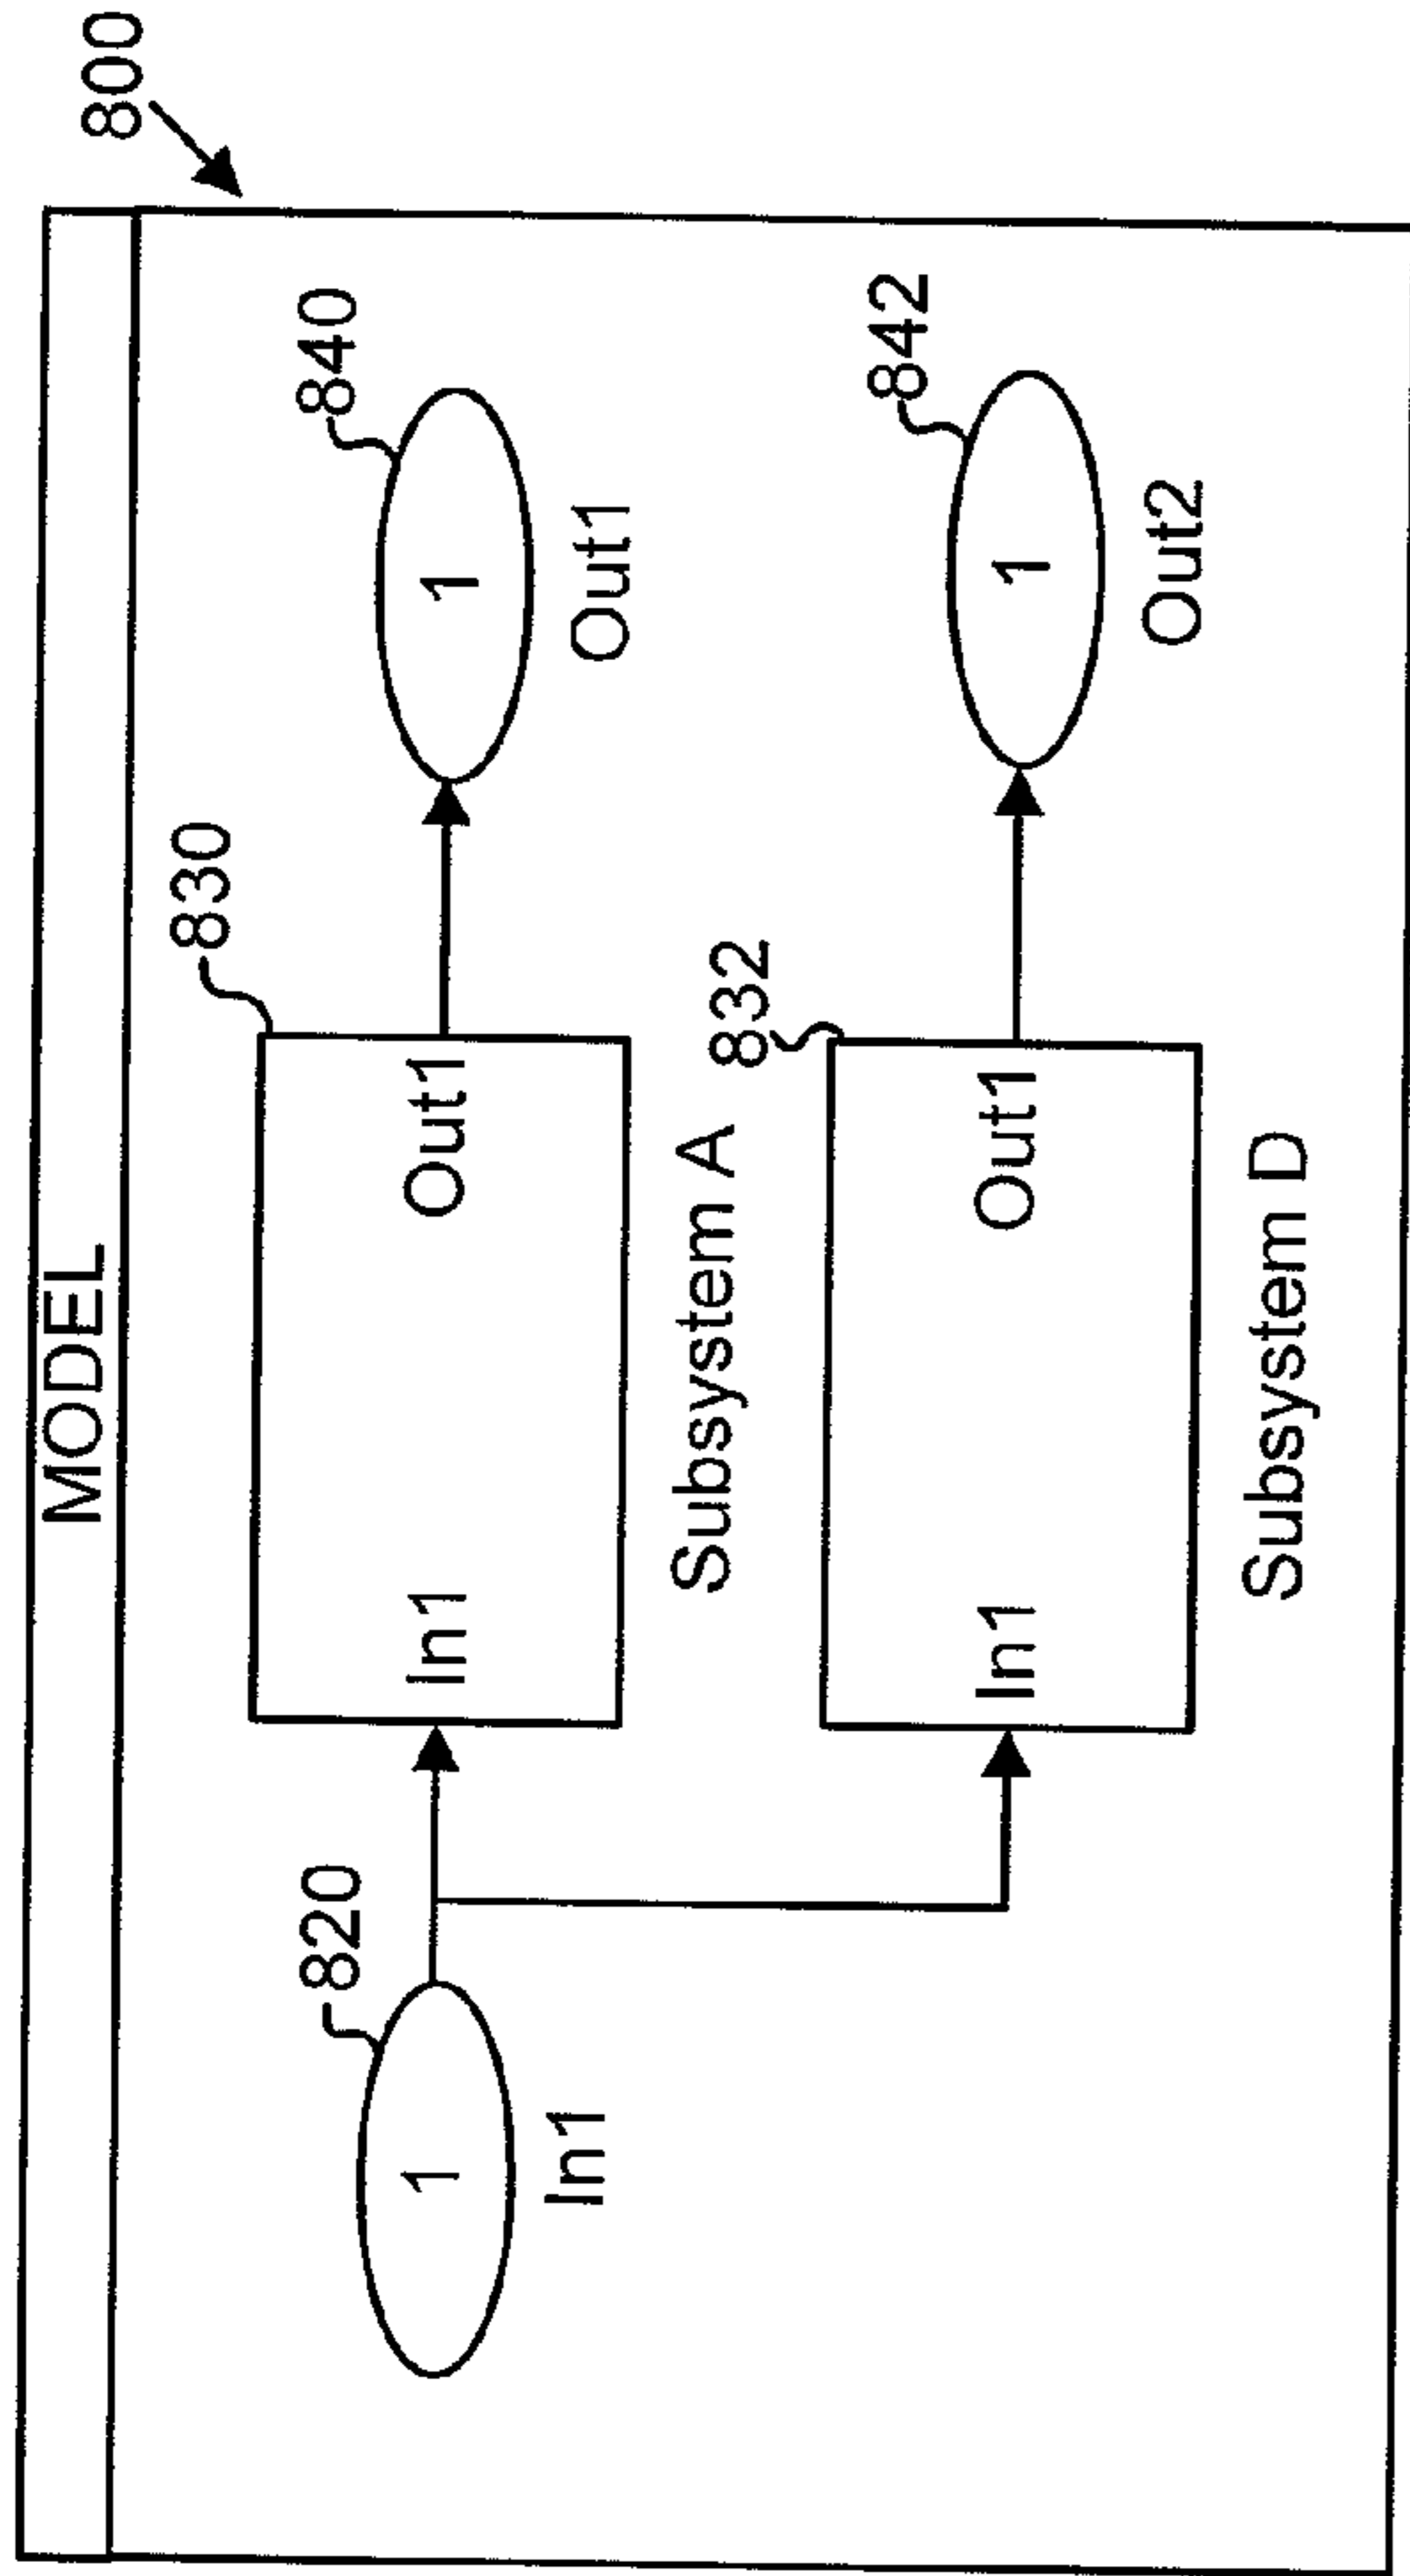 800
MODEL
830
840
820
1
In1
In1
Out1
1
Out1
Subsystem A
832
842
In1
Out1
1
Out2
Subsystem D